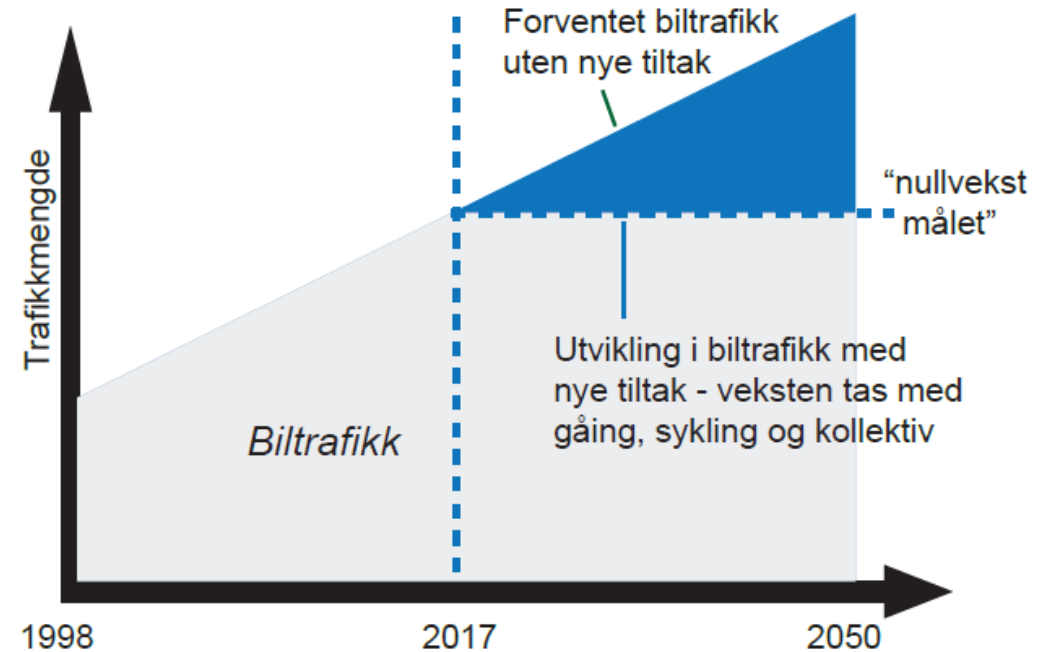 Forventet biltrafikk
uten nye tiltak
Trafikkmengde
“nullvekst
målet”
Utvikling i biltrafikk med
nye tiltak - veksten tas med
gåing, sykling og kollektiv
Biltrafikk
1998
2017
2050